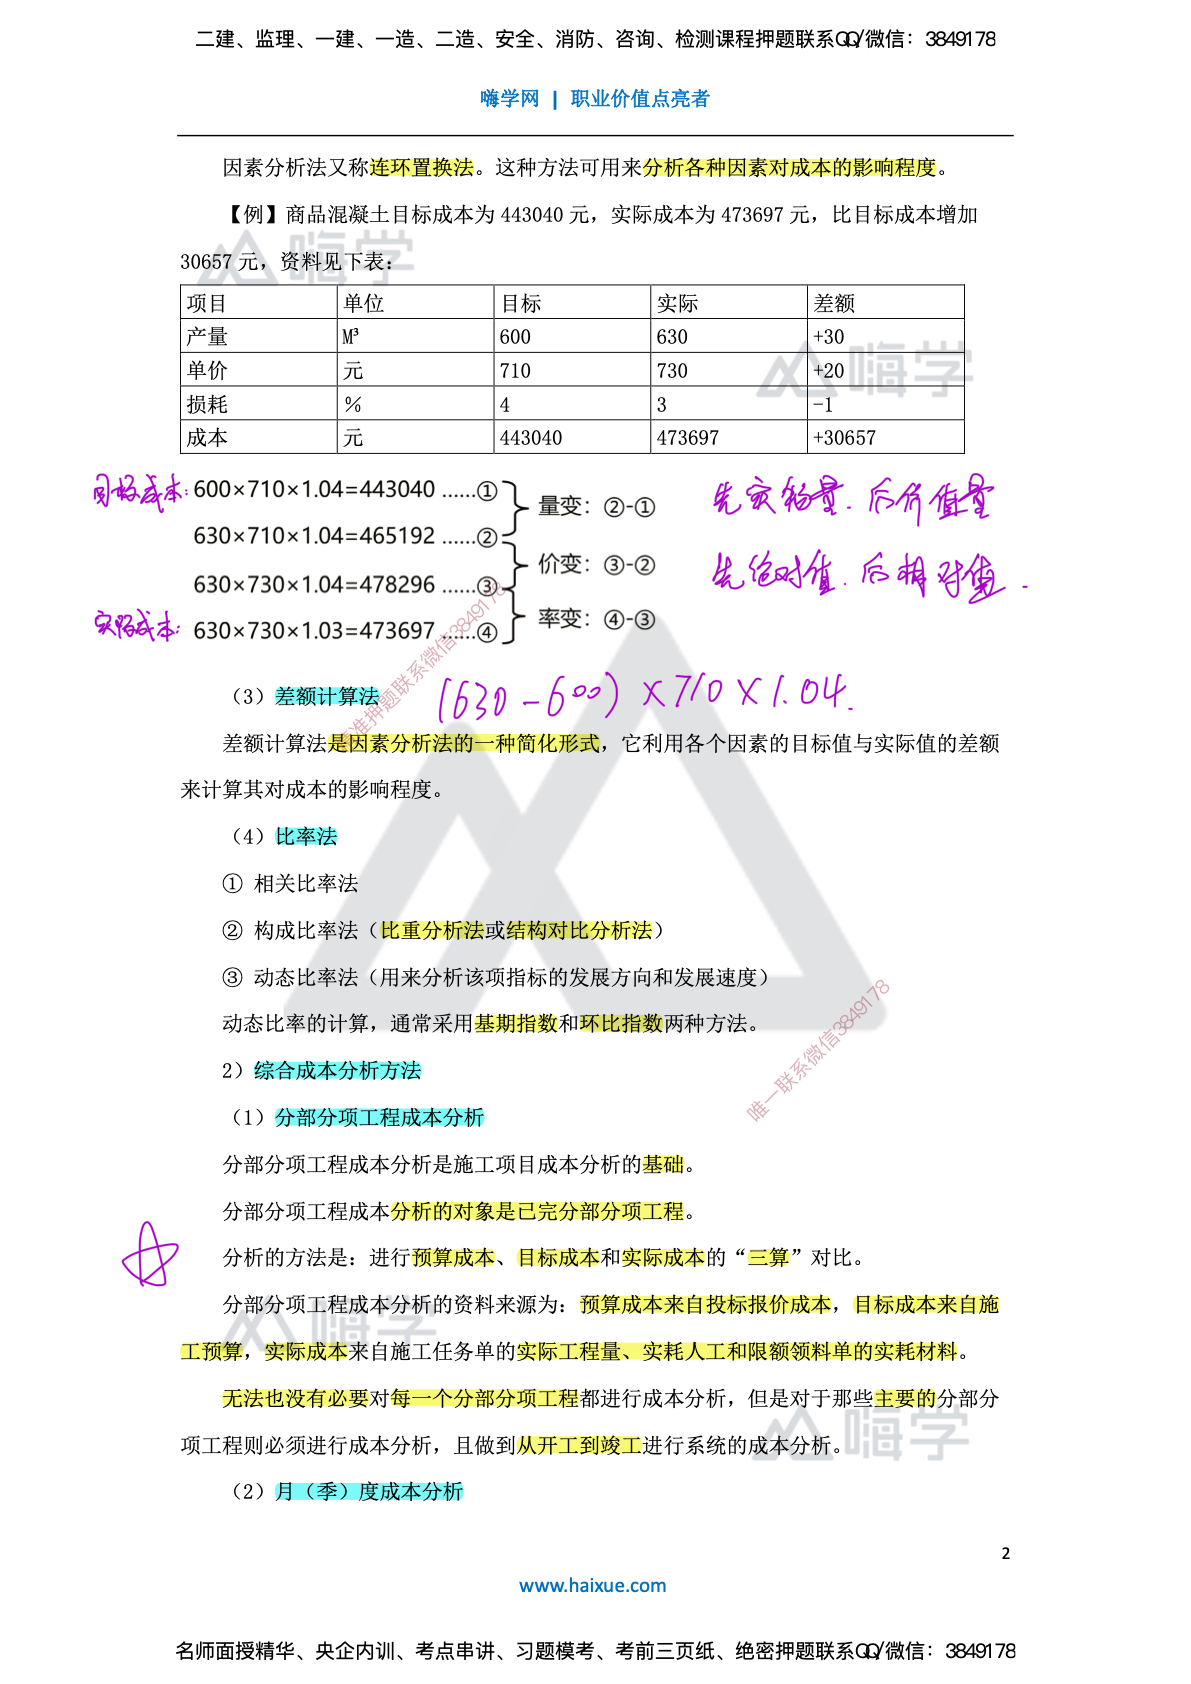 二建、监理、一建、一造、二造、安全、消防、咨询、检测课程押题联系QQ/微信：3849178
嗨学网 | 职业价值点亮者
因素分析法又称连环置换法。这种方法可用来分析各种因素对成本的影响程度。
【例】商品混凝土目标成本为 443040 元，实际成本为 473697 元，比目标成本增加
30657 元，资料见下表：
嗨学
项目 单位 目标 实际 差额
产量 M³ 600 630 +30
单价 元 710 730 +20
嗨学
损耗 % 4 3 -1
成本 元 443040 473697 +30657
目标成本：600×710×1.04=443040 ......①
量变：②-①
先实物量．后价值量
630×710×1.04=465192 ......②
价变：③-②
先绝对值．后相对值．
630×730×1.04=478296 ......③
率变：④-③
实际成本：630×730×1.03=473697 ......④
准押题联系微信3849178
（3）差额计算法
(630-600)×710×1.04.
差额计算法是因素分析法的一种简化形式，它利用各个因素的目标值与实际值的差额
来计算其对成本的影响程度。
（4）比率法
① 相关比率法
② 构成比率法（比重分析法或结构对比分析法）
③ 动态比率法（用来分析该项指标的发展方向和发展速度）
动态比率的计算，通常采用基期指数和环比指数两种方法。
唯一联系微信3849178
2）综合成本分析方法
（1）分部分项工程成本分析
分部分项工程成本分析是施工项目成本分析的基础。
分部分项工程成本分析的对象是已完分部分项工程。
分析的方法是：进行预算成本、目标成本和实际成本的“三算”对比。
分部分项工程成本分析的资料来源为：预算成本来自投标报价成本，目标成本来自施
嗨学
工预算，实际成本来自施工任务单的实际工程量、实耗人工和限额领料单的实耗材料。
无法也没有必要对每一个分部分项工程都进行成本分析，但是对于那些主要的分部分
项工程则必须进行成本分析，且做到从开工到竣工进行系统的成本分析。
嗨学
（2）月（季）度成本分析
2
www.haixue.com
名师面授精华、央企内训、考点串讲、习题模考、考前三页纸、绝密押题联系QQ/微信：3849178